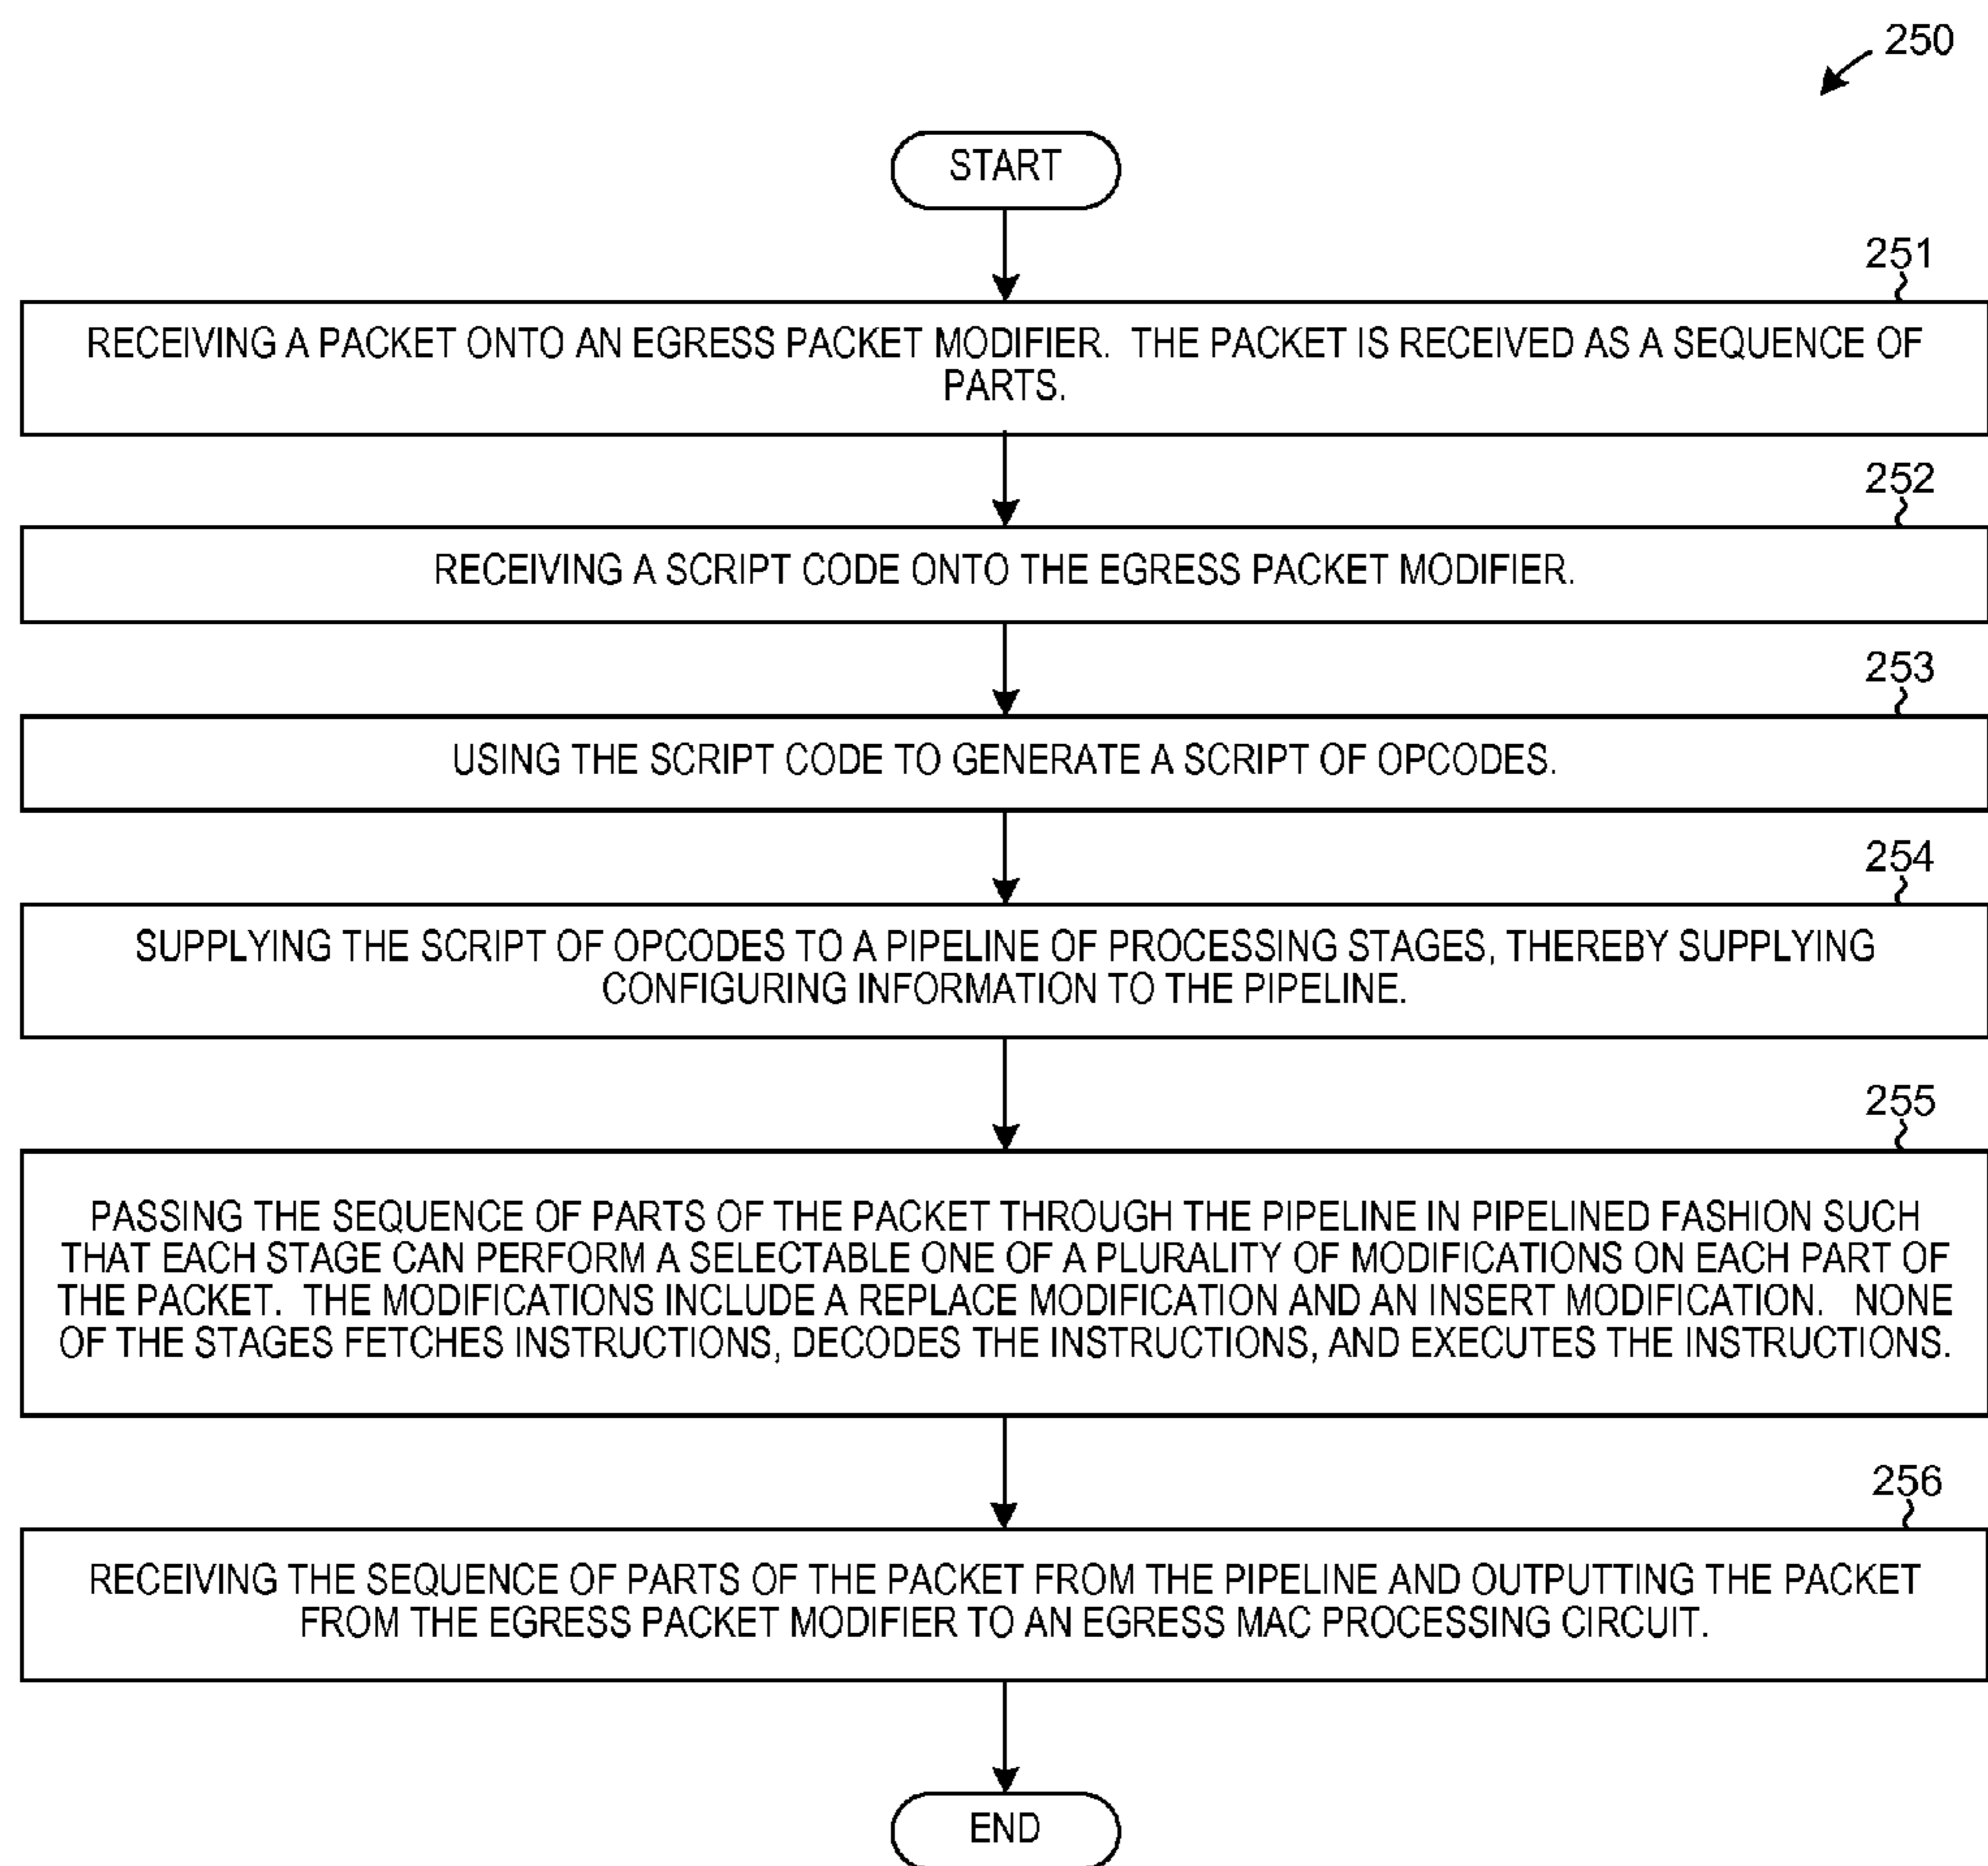 250
START
251
RECEIVING A PACKET ONTO AN EGRESS PACKET MODIFIER. THE PACKET IS RECEIVED AS A SEQUENCE OF
PARTS.
252
RECEIVING A SCRIPT CODE ONTO THE EGRESS PACKET MODIFIER.
253
USING THE SCRIPT CODE TO GENERATE A SCRIPT OF OPCODES.
254
SUPPLYING THE SCRIPT OF OPCODES TO A PIPELINE OF PROCESSING STAGES, THEREBY SUPPLYING
CONFIGURING INFORMATION TO THE PIPELINE.
255
PASSING THE SEQUENCE OF PARTS OF THE PACKET THROUGH THE PIPELINE IN PIPELINED FASHION SUCH
THAT EACH STAGE CAN PERFORM A SELECTABLE ONE OF A PLURALITY OF MODIFICATIONS ON EACH PART OF
THE PACKET. THE MODIFICATIONS INCLUDE A REPLACE MODIFICATION AND AN INSERT MODIFICATION. NONE
OF THE STAGES FETCHES INSTRUCTIONS, DECODES THE INSTRUCTIONS, AND EXECUTES THE INSTRUCTIONS.
256
RECEIVING THE SEQUENCE OF PARTS OF THE PACKET FROM THE PIPELINE AND OUTPUTTING THE PACKET
FROM THE EGRESS PACKET MODIFIER TO AN EGRESS MAC PROCESSING CIRCUIT.
END